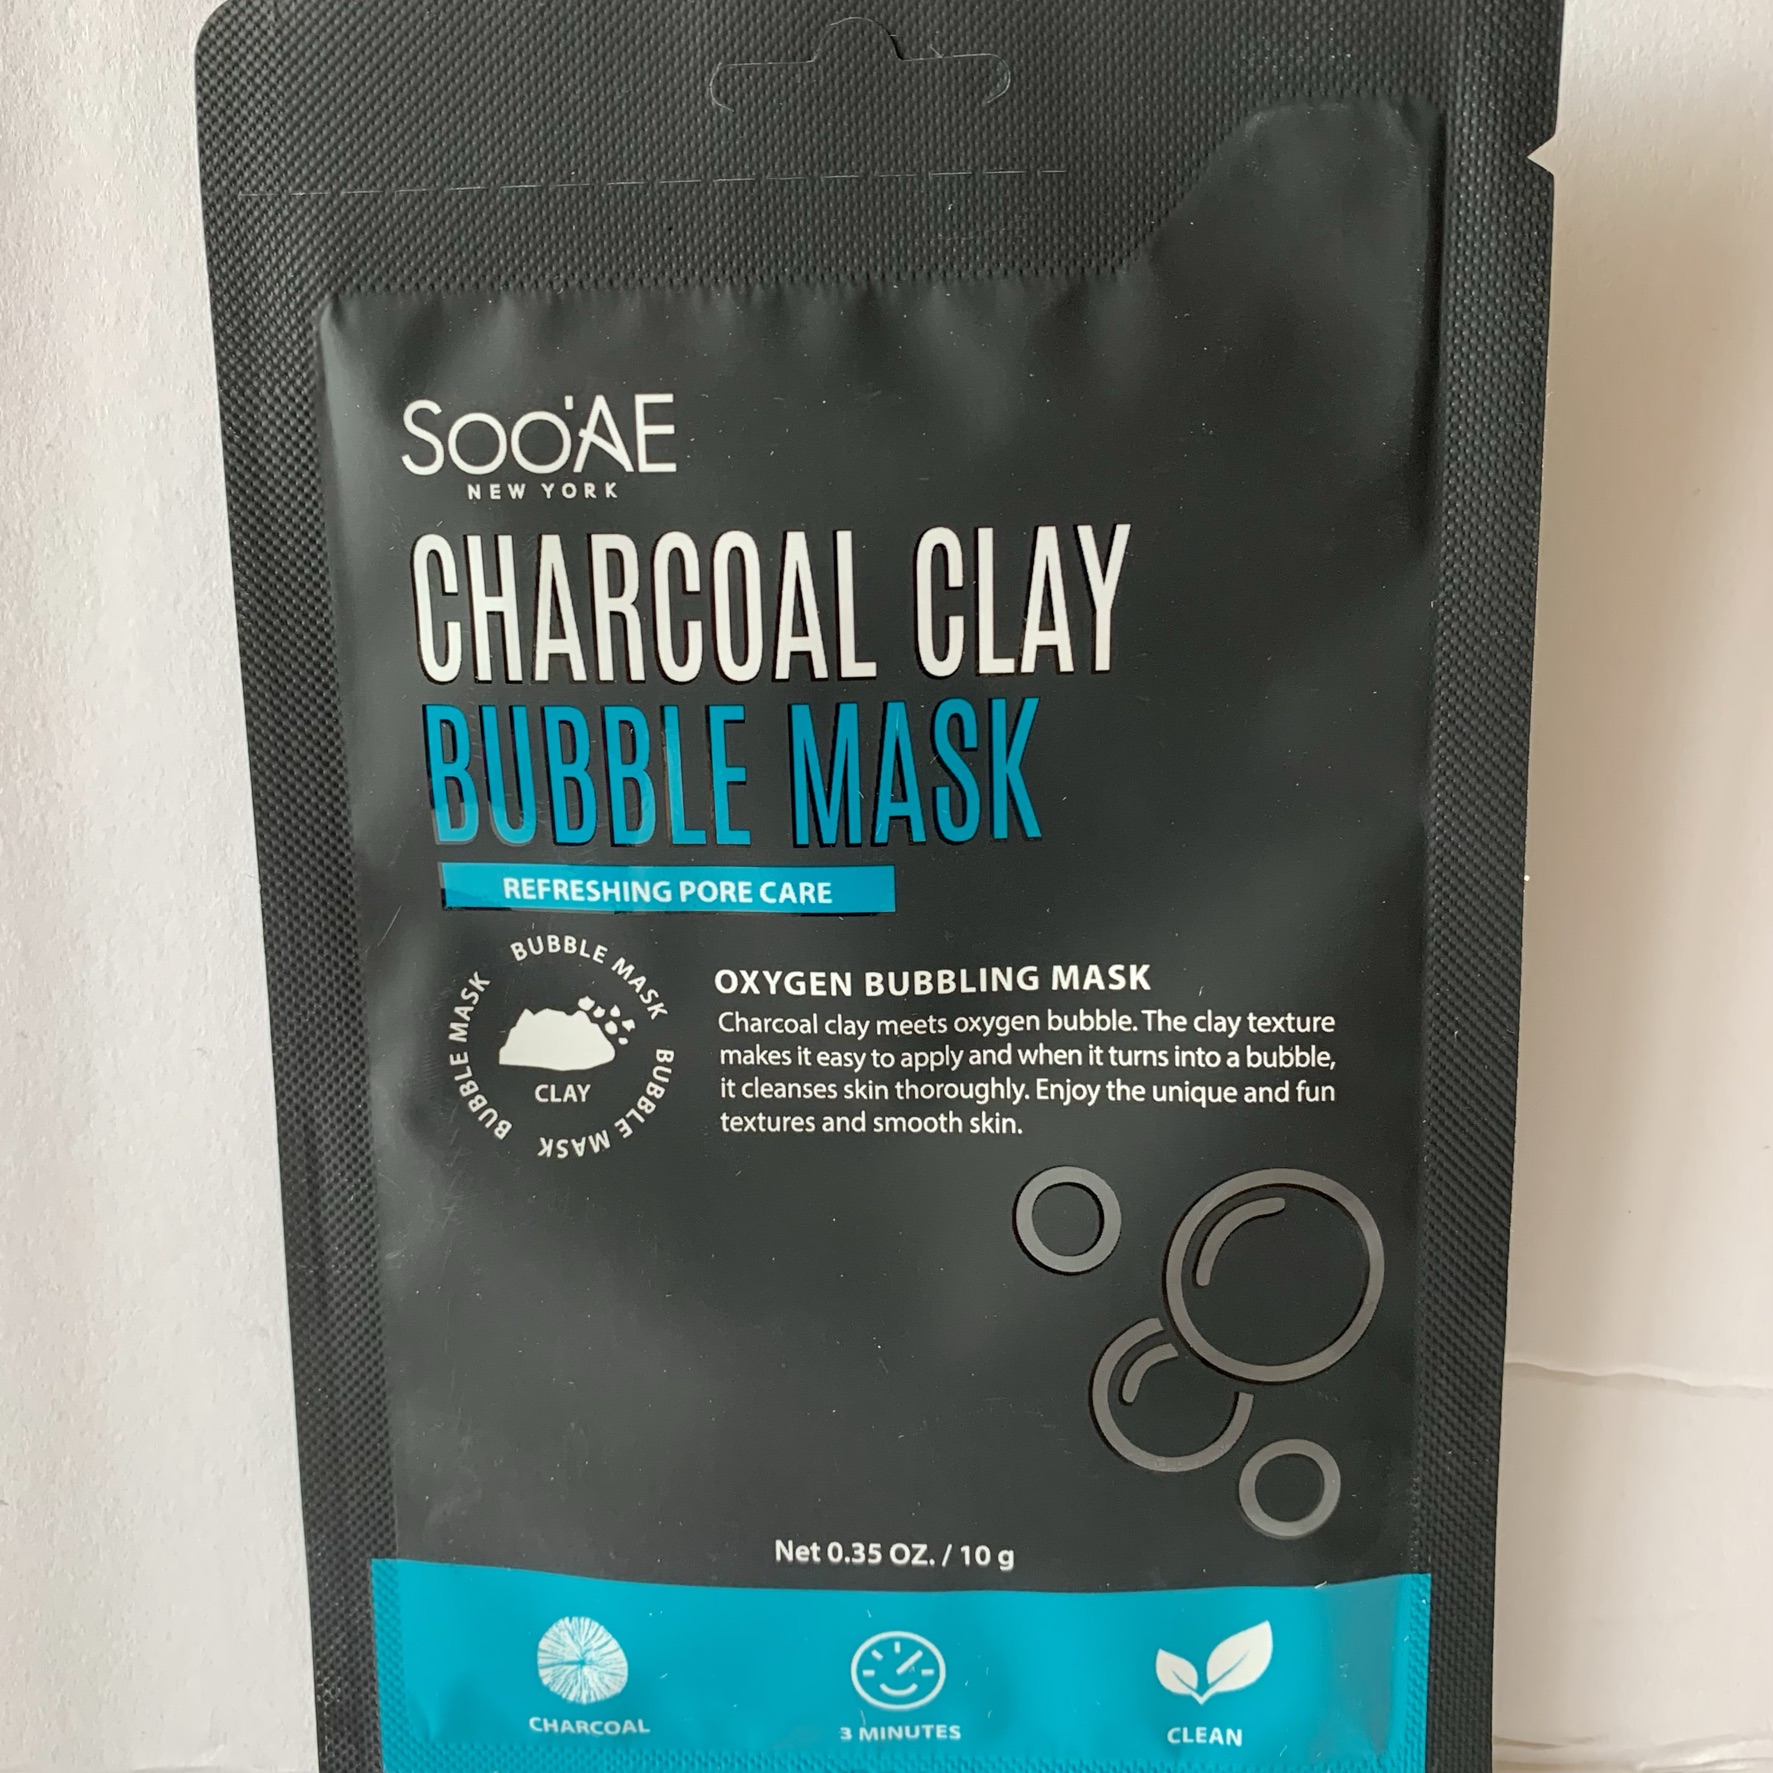 SOO'AE
NEW YORK
CHARCOAL CLAY
BUBBLE MASK
REFRESHING PORE CARE
BUBBLE MASK BUBBLE MASK BUBBLE MASK
CLAY
OXYGEN BUBBLING MASK
Charcoal clay meets oxygen bubble. The clay texture
makes it easy to apply and when it turns into a bubble,
it cleanses skin thoroughly. Enjoy the unique and fun
textures and smooth skin.
Net 0.35 OZ. / 10 g
CHARCOAL
3 MINUTES
CLEAN